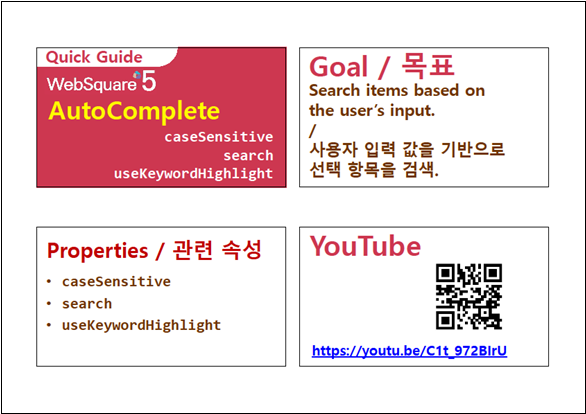 Quick Guide
WebSquare 5
AutoComplete
caseSensitive
search
useKeywordHighlight
Goal / 목표
Search items based on
the user's input.
/
사용자 입력 값을 기반으로
선택 항목을 검색.
Properties / 관련 속성
• caseSensitive
• search
• useKeywordHighlight
YouTube
https://youtu.be/C1t_972BIrU